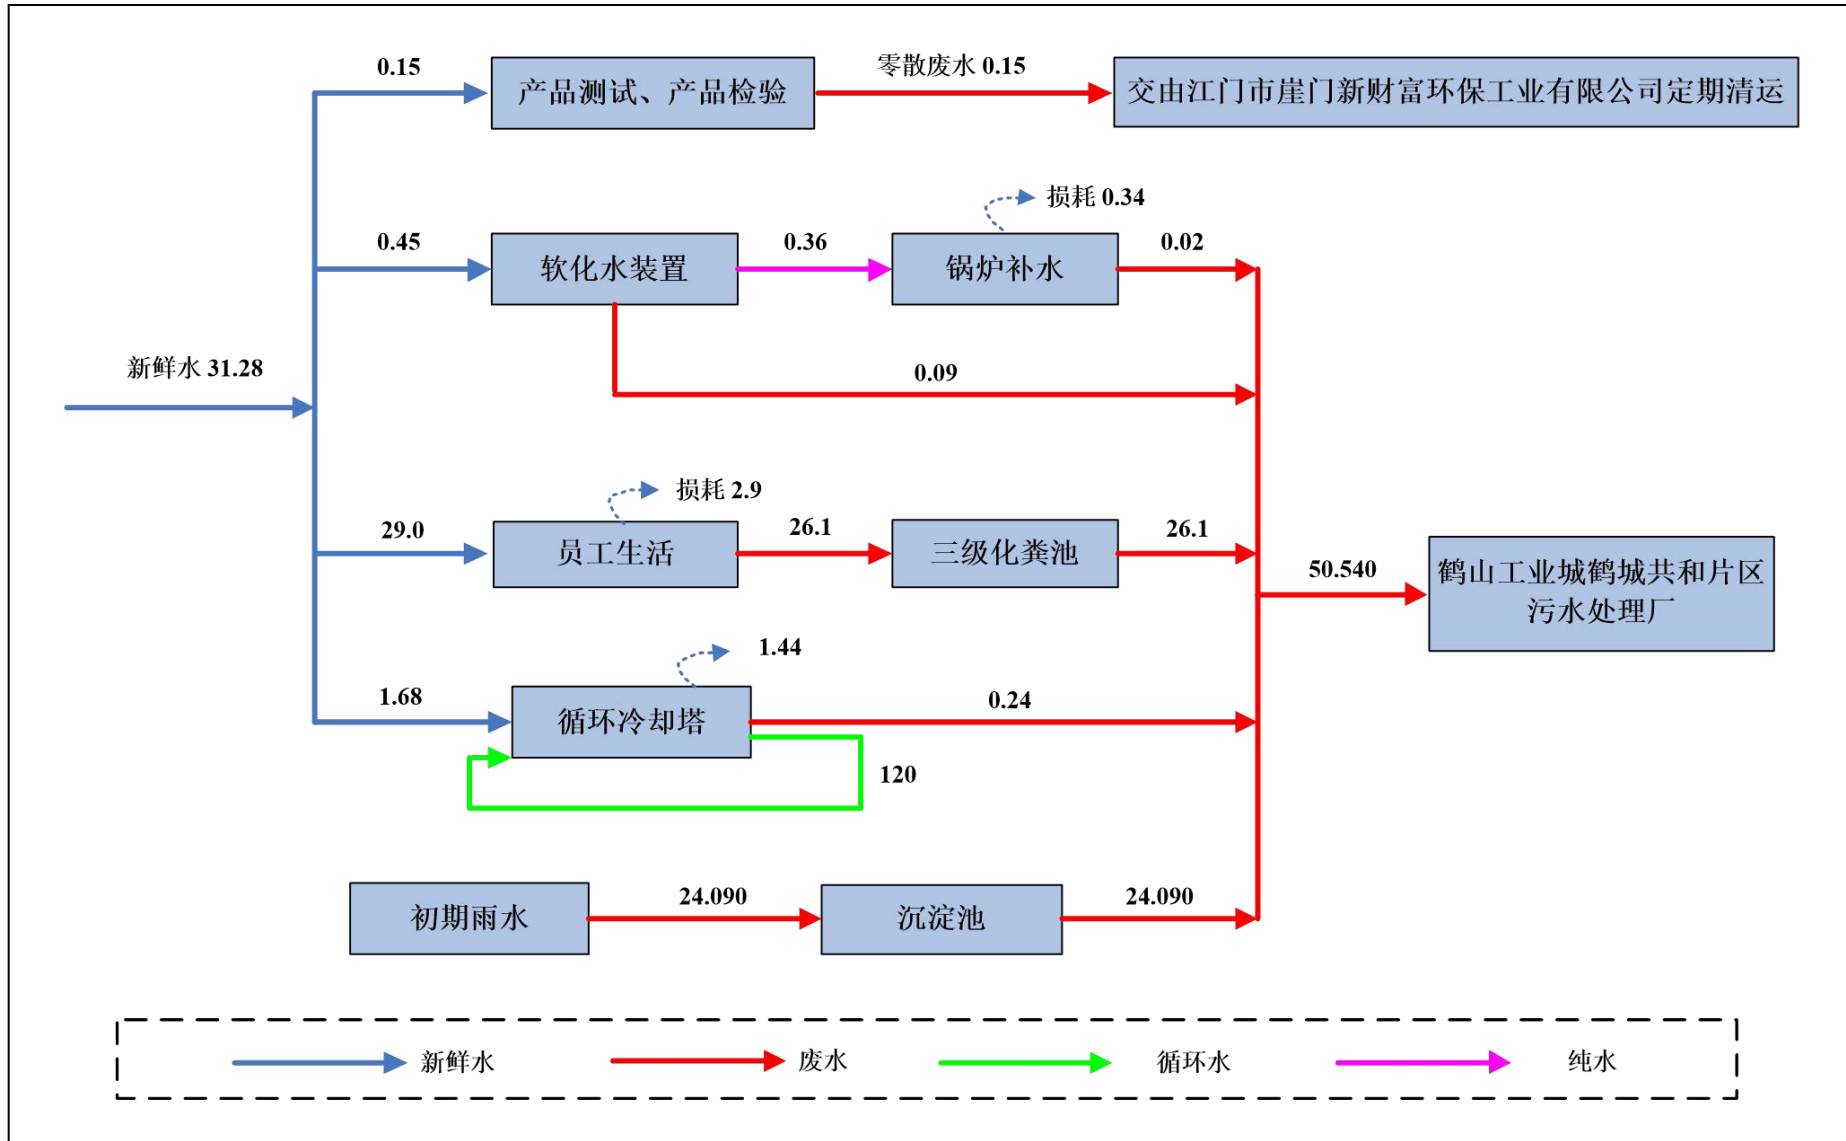 0.15
产品测试、产品检验
零散废水 0.15
交由江门市崖门新财富环保工业有限公司定期清运
损耗 0.34
0.45
软化水装置
0.36
锅炉补水
0.02
新鲜水 31.28
0.09
损耗 2.9
29.0
员工生活
26.1
三级化粪池
26.1
50.540
鹤山工业城鹤城共和片区
污水处理厂
1.44
1.68
循环冷却塔
0.24
120
初期雨水
24.090
沉淀池
24.090
新鲜水
废水
循环水
纯水